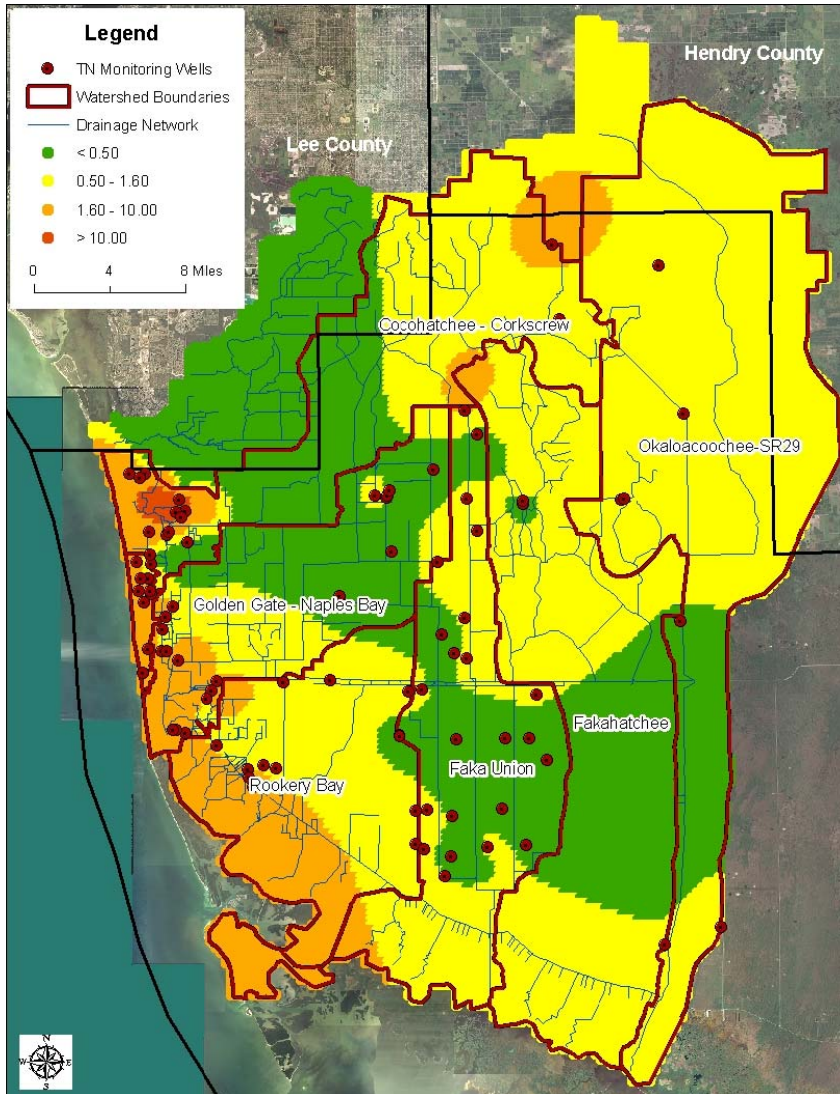 Legend
TN Monitoring Wells
Watershed Boundaries
Drainage Network
< 0.50
0.50 - 1.60
1.60 - 10.00
> 10.00
0 4 8 Miles
Hendry County
Lee County
Cocohatchee - Corkscrew
Okaloacoochee-SR29
Golden Gate - Naples Bay
Fakahatchee
Faka Union
Rookery Bay
N
W E
S